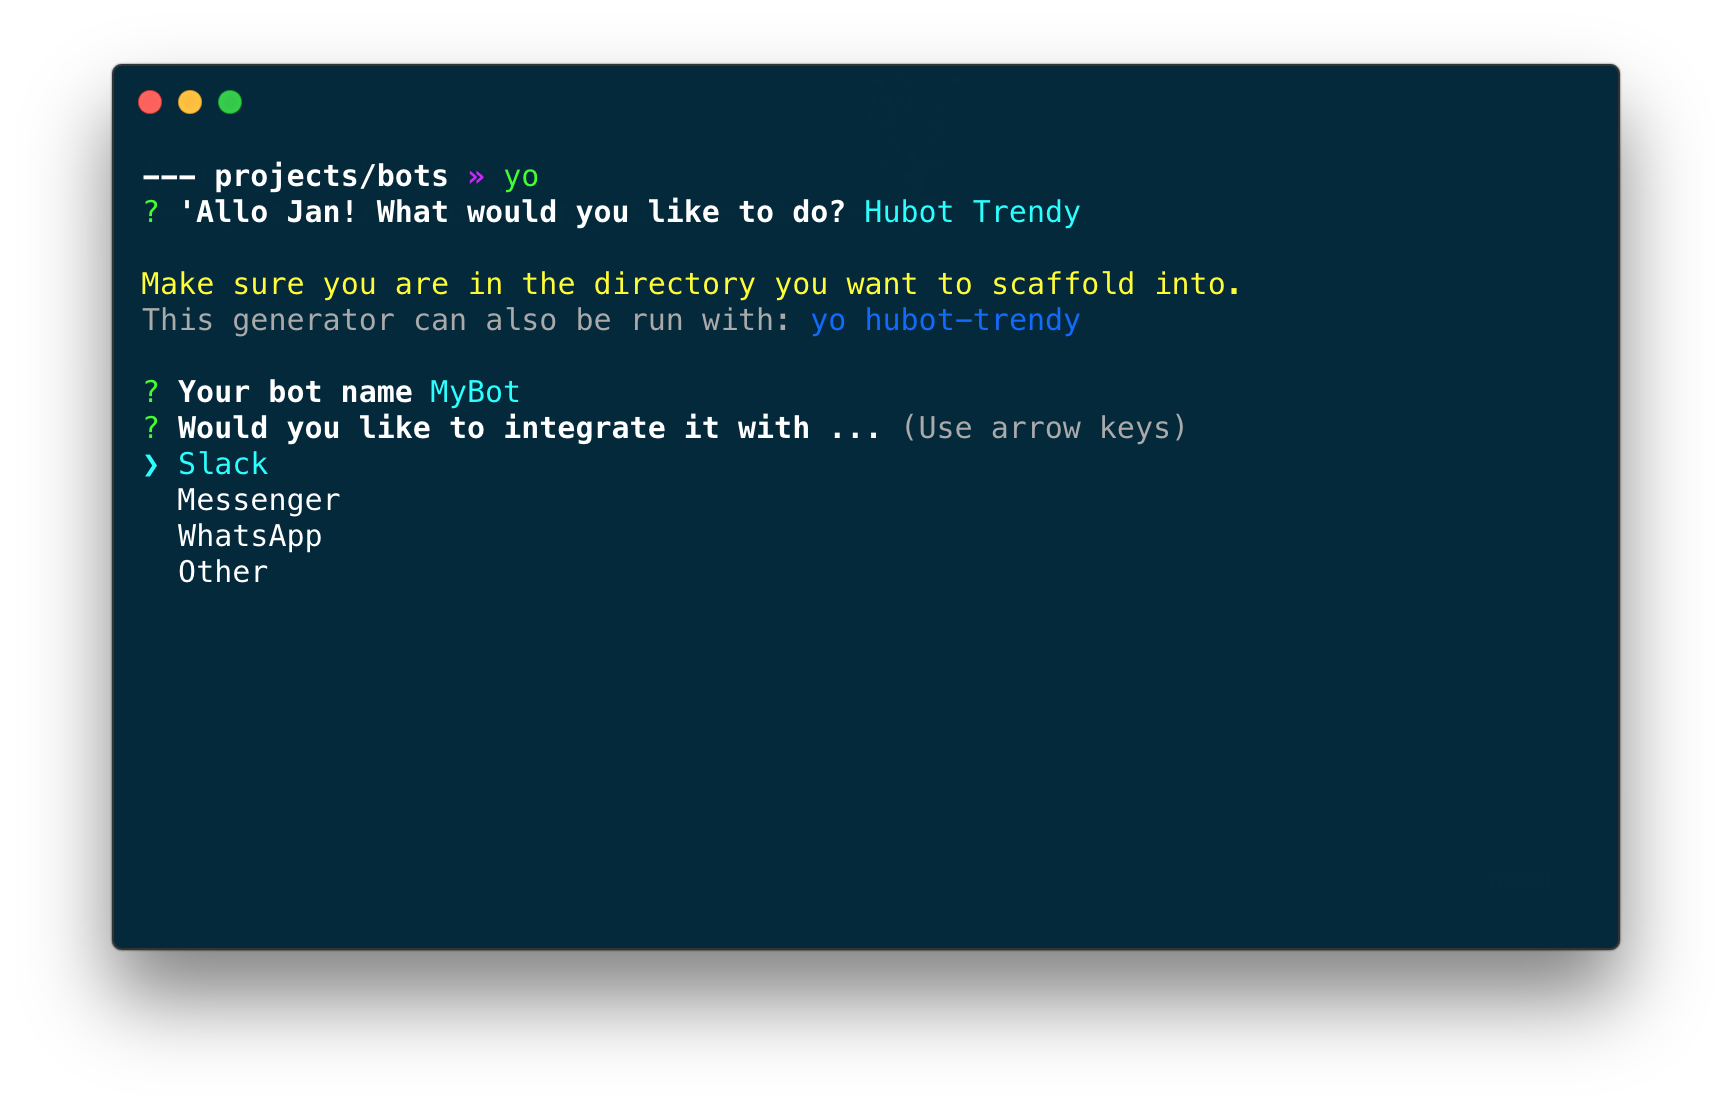 --- projects/bots » yo
? 'Allo Jan! What would you like to do? Hubot Trendy
Make sure you are in the directory you want to scaffold into.
This generator can also be run with: yo hubot-trendy
? Your bot name MyBot
? Would you like to integrate it with ... (Use arrow keys)
❯ Slack
Messenger
WhatsApp
Other